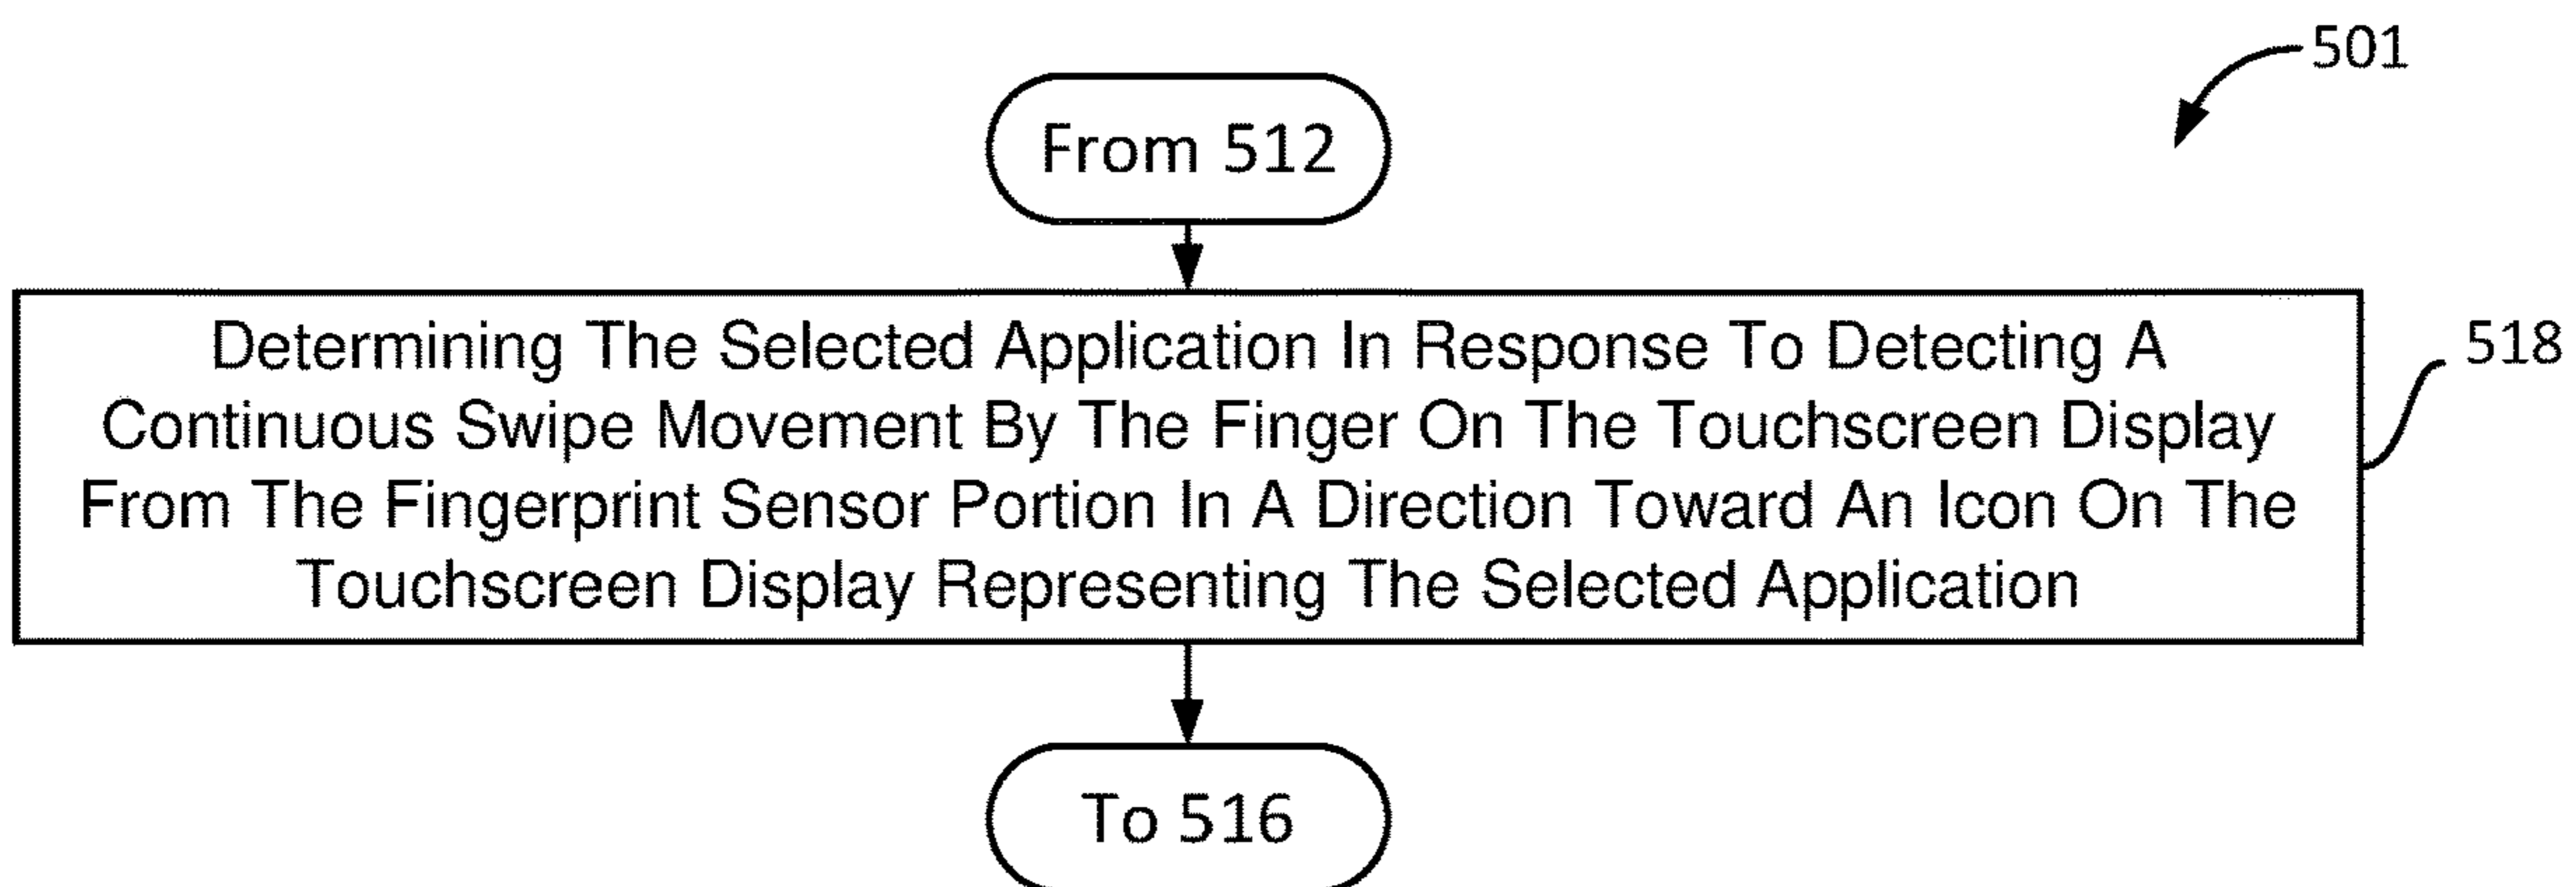 501
From 512
Determining The Selected Application In Response To Detecting A
Continuous Swipe Movement By The Finger On The Touchscreen Display
From The Fingerprint Sensor Portion In A Direction Toward An Icon On The
Touchscreen Display Representing The Selected Application
518
To 516